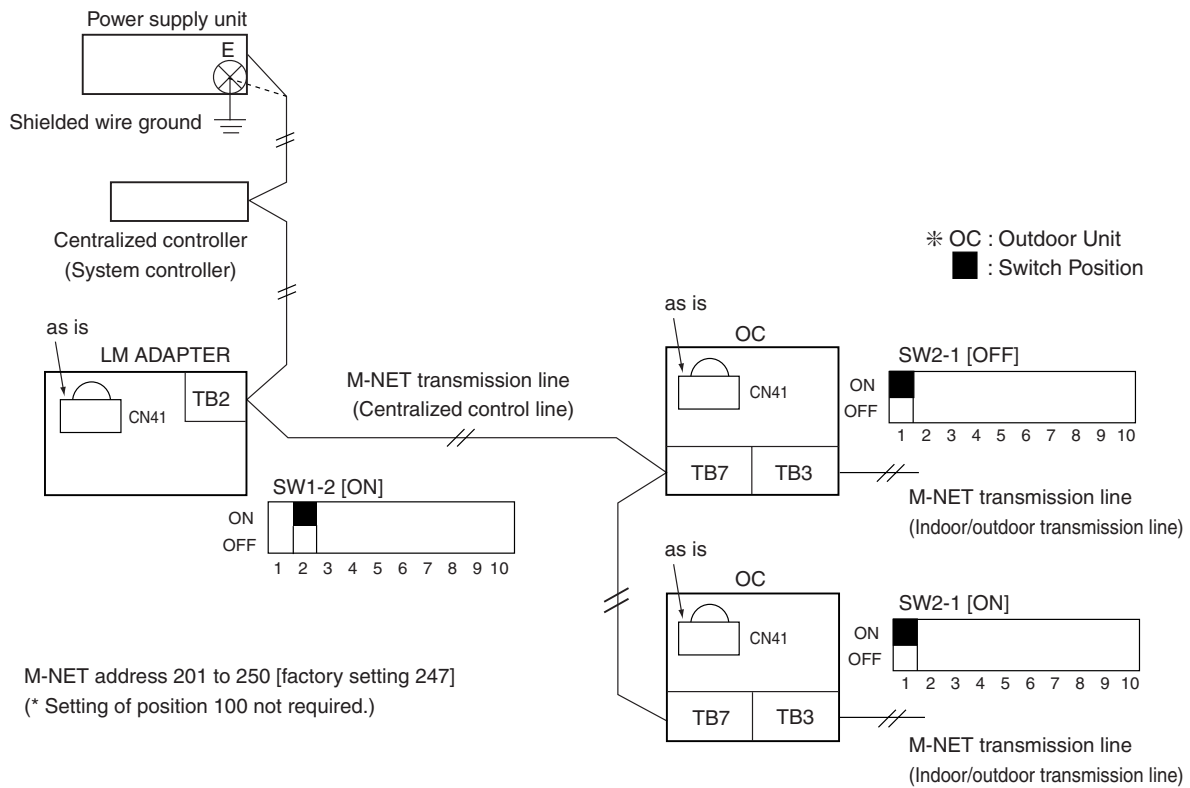 Power supply unit
E
Shielded wire ground
Centralized controller
(System controller)
✻ OC : Outdoor Unit
: Switch Position
as is
LM ADAPTER
TB2
CN41
M-NET transmission line
(Centralized control line)
SW1-2 [ON]
ON
OFF
1 2 3 4 5 6 7 8 9 10
as is
OC
CN41
TB7
TB3
SW2-1 [OFF]
ON
OFF
1 2 3 4 5 6 7 8 9 10
M-NET transmission line
(Indoor/outdoor transmission line)
as is
OC
CN41
TB7
TB3
SW2-1 [ON]
ON
OFF
1 2 3 4 5 6 7 8 9 10
M-NET transmission line
(Indoor/outdoor transmission line)
M-NET address 201 to 250 [factory setting 247]
(* Setting of position 100 not required.)